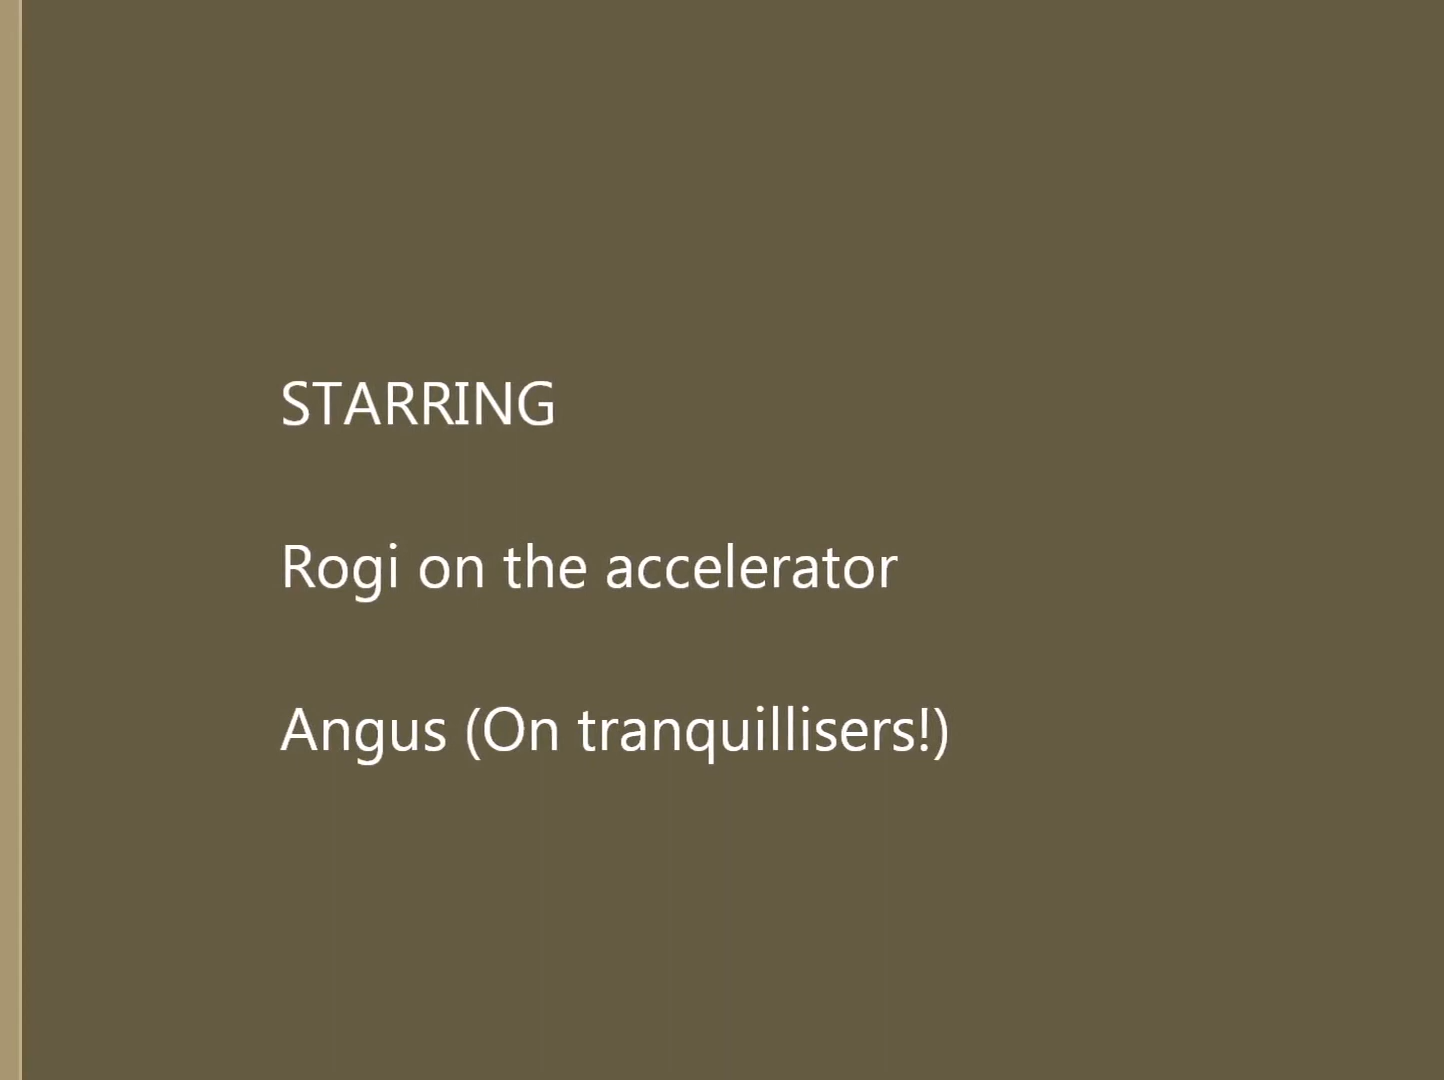 STARRING
Rogi on the accelerator
Angus (On tranquillisers!)